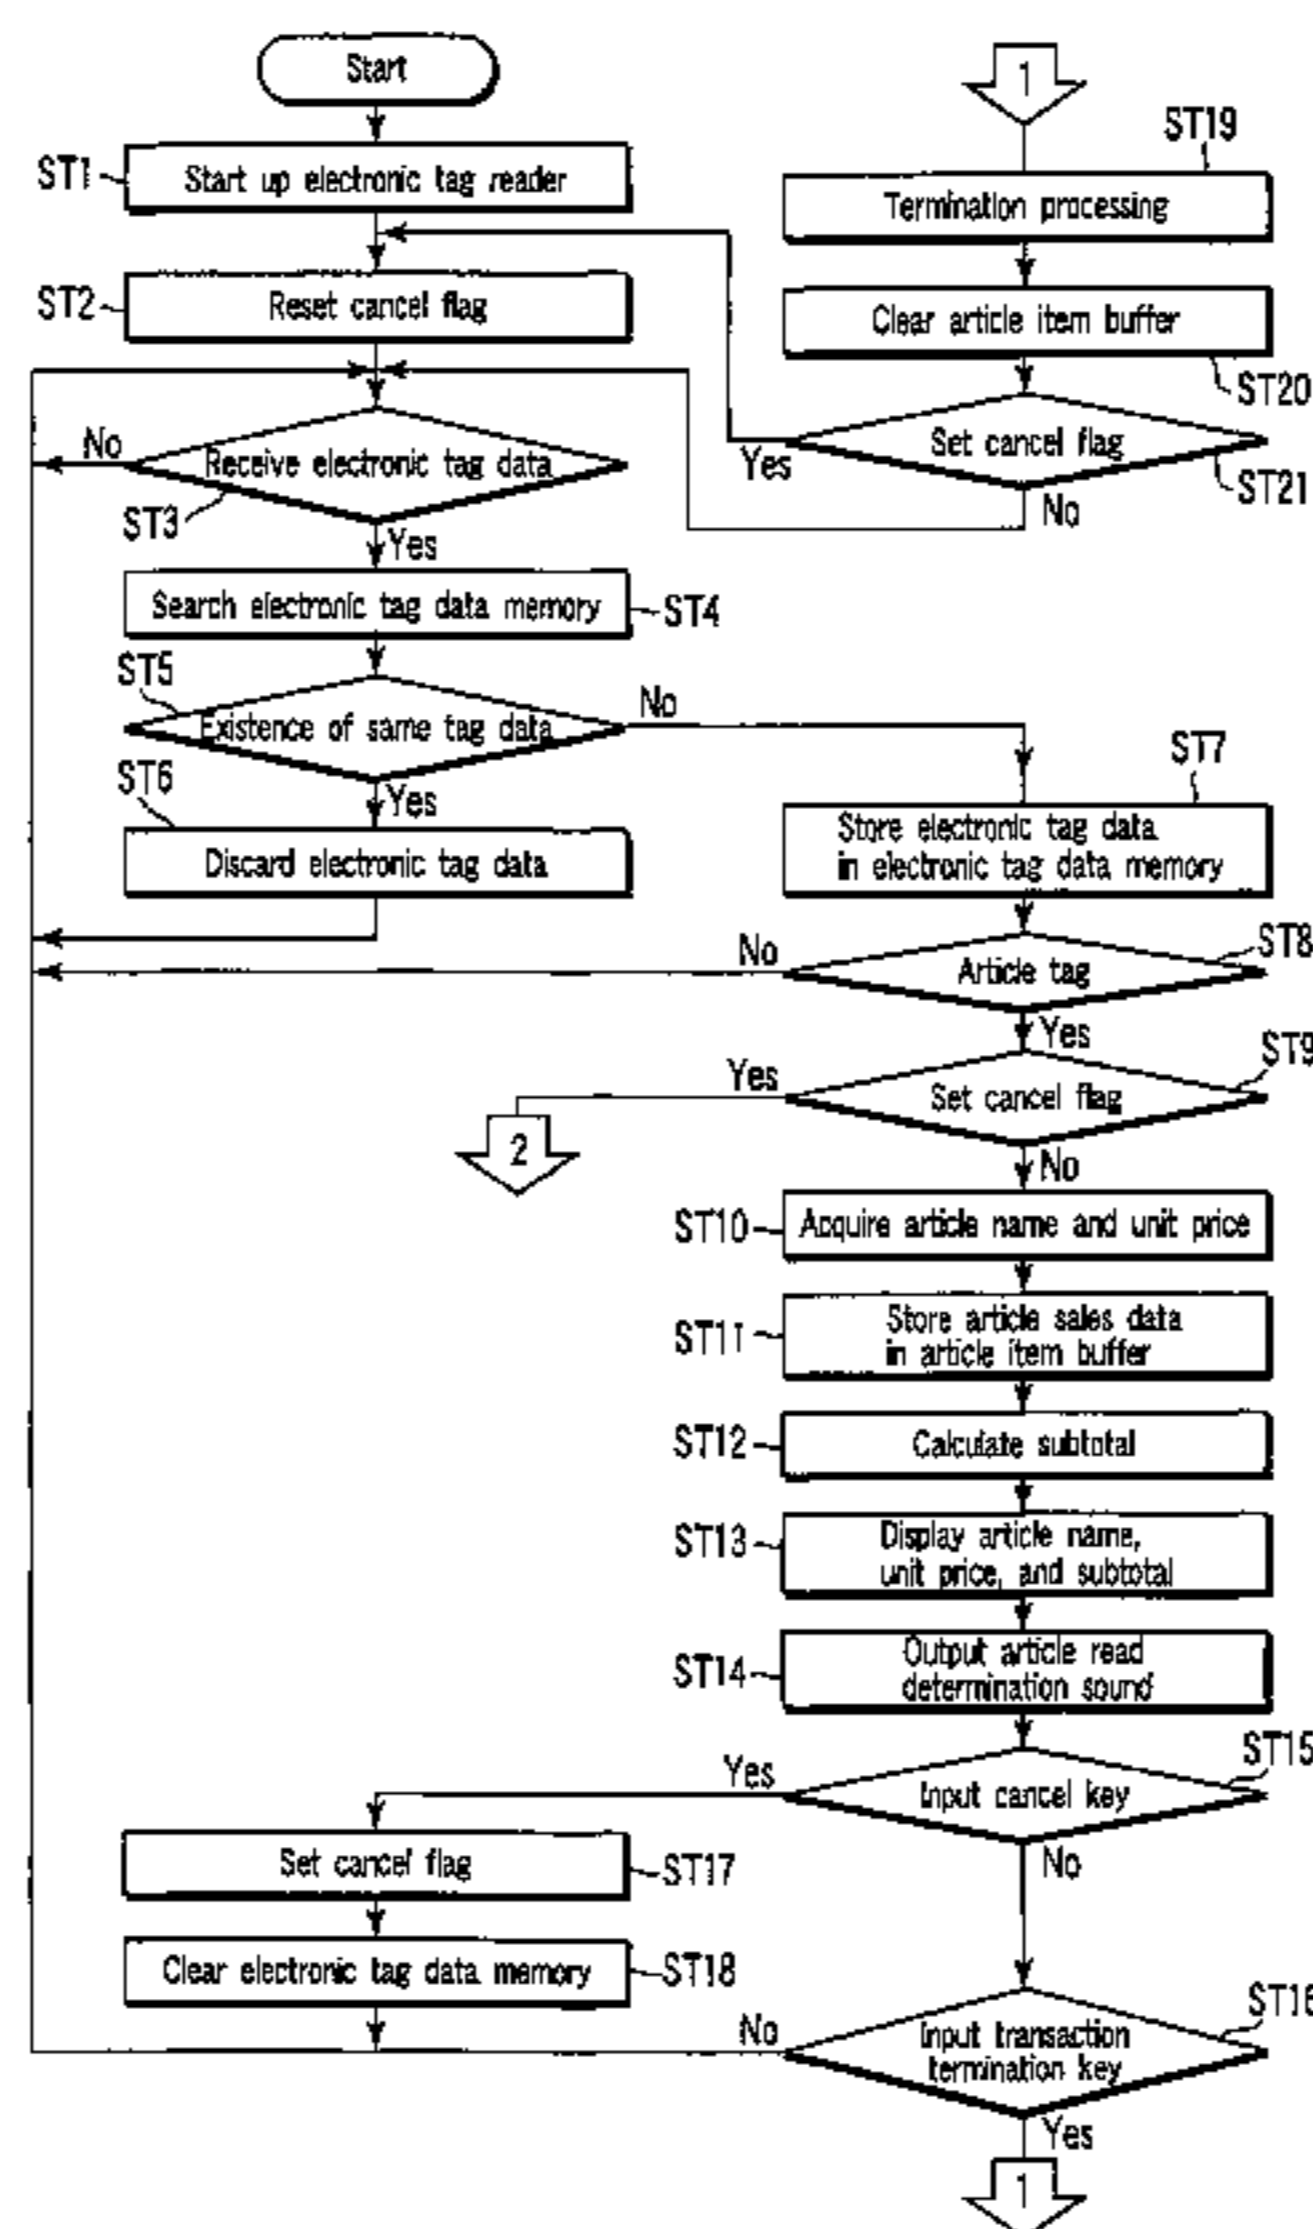 Start
ST1
Start up electronic tag reader
ST2
Reset cancel flag
No
Receive electronic tag data
ST3
Yes
Search electronic tag data memory
ST4
ST5
Existence of same tag data
No
ST6
Yes
Discard electronic tag data
1
ST19
Termination processing
Clear article item buffer
ST20
Set cancel flag
Yes
ST21
No
ST7
Store electronic tag data
in electronic tag data memory
ST8
No
Article tag
Yes
ST9
Yes
Set cancel flag
2
No
ST10
Acquire article name and unit price
ST11
Store article sales data
in article item buffer
ST12
Calculate subtotal
ST13
Display article name,
unit price, and subtotal
ST14
Output article read
determination sound
ST15
Yes
Input cancel key
No
Set cancel flag
ST17
Clear electronic tag data memory
ST18
ST16
No
Input transaction
termination key
Yes
1